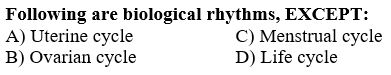 Following are biological rhythms, EXCEPT:
A) Uterine cycle C) Menstrual cycle
B) Ovarian cycle D) Life cycle